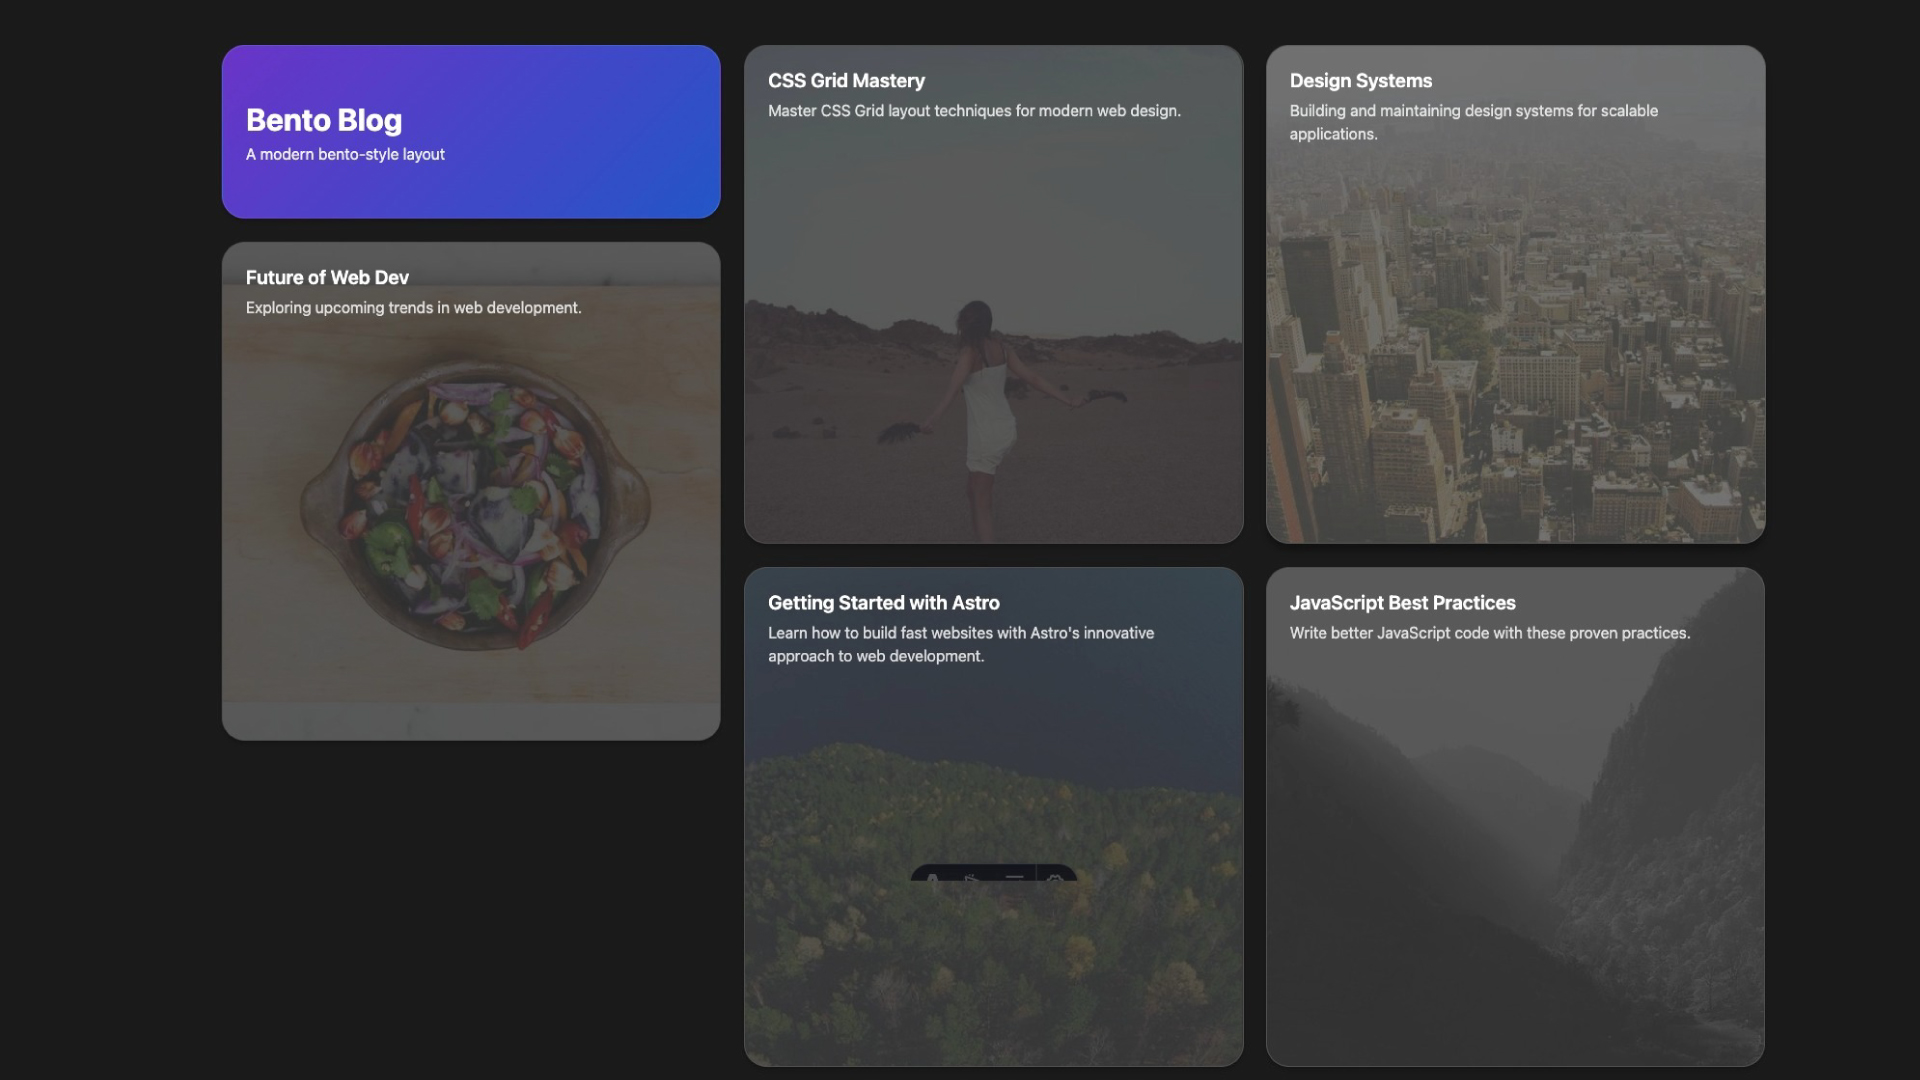 Bento Blog
A modern bento-style layout
Future of Web Dev
Exploring upcoming trends in web development.
CSS Grid Mastery
Master CSS Grid layout techniques for modern web design.
Getting Started with Astro
Learn how to build fast websites with Astro's innovative
approach to web development.
Design Systems
Building and maintaining design systems for scalable
applications.
JavaScript Best Practices
Write better JavaScript code with these proven practices.